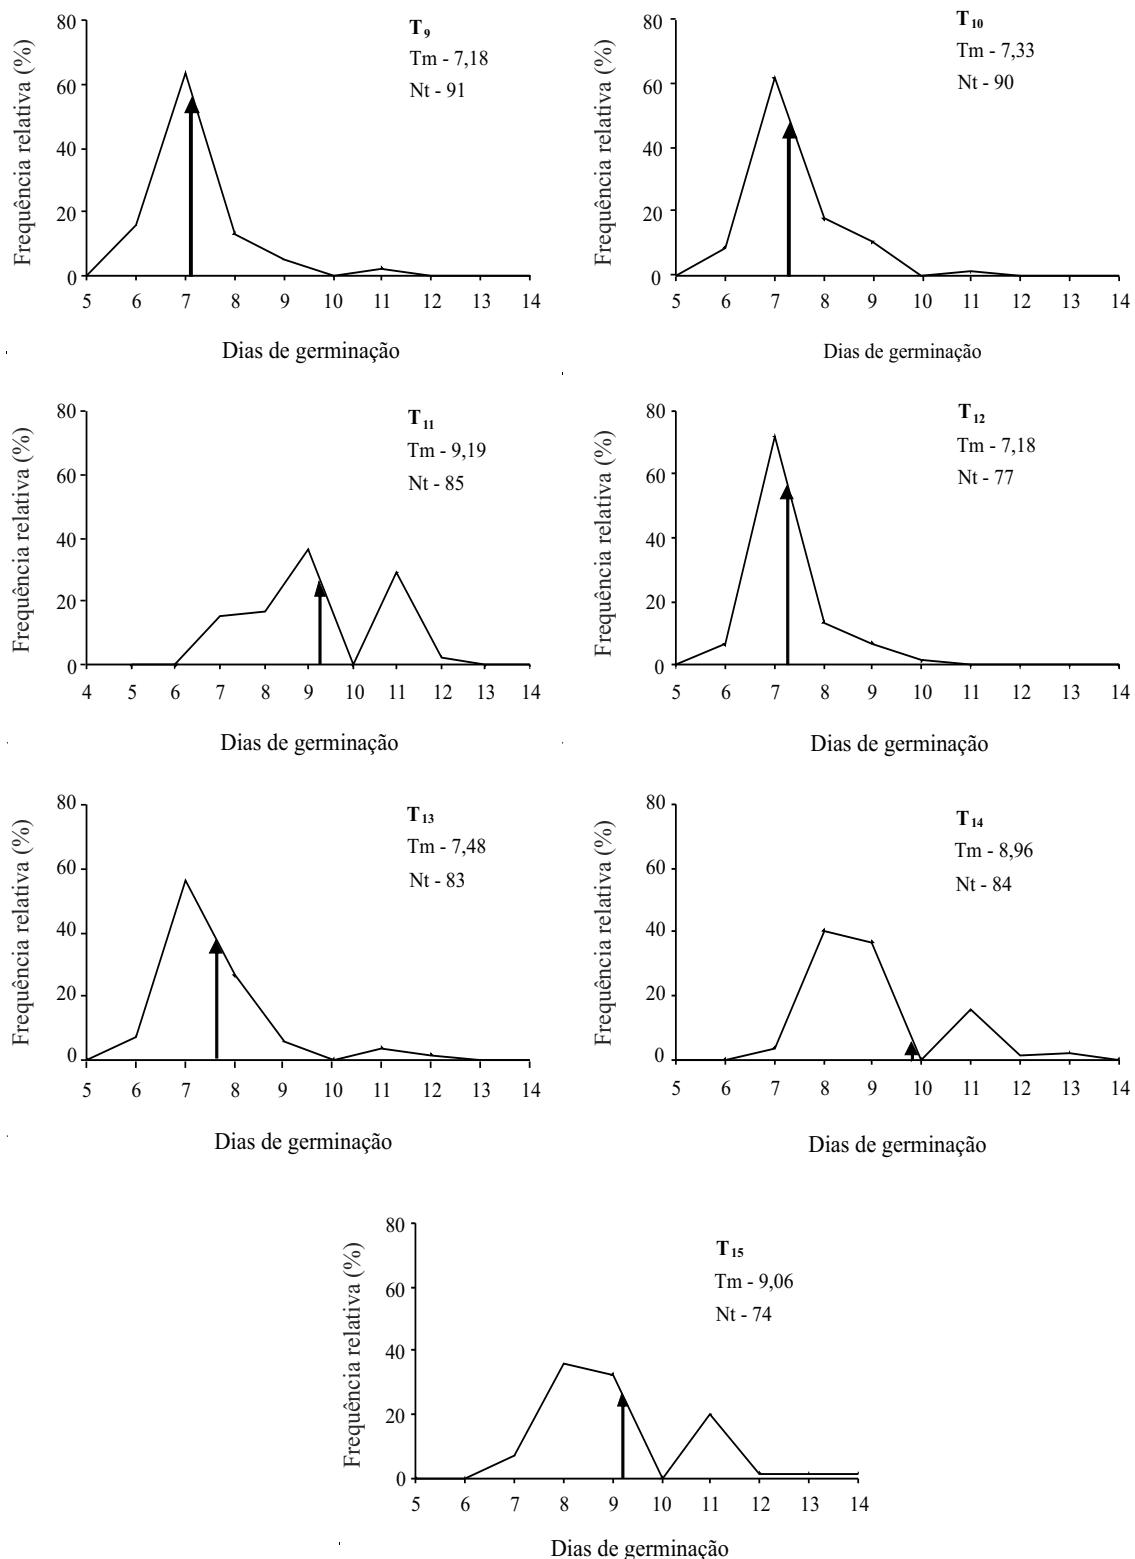 T9
Tm - 7,18
Nt - 91
Frequência relativa (%)
80
60
40
20
0
5 6 7 8 9 10 11 12 13 14
Dias de germinação
T10
Tm - 7,33
Nt - 90
Frequência relativa (%)
80
60
40
20
0
5 6 7 8 9 10 11 12 13 14
Dias de germinação
T11
Tm - 9,19
Nt - 85
Frequência relativa (%)
80
60
40
20
0
4 5 6 7 8 9 10 11 12 13 14
Dias de germinação
T12
Tm - 7,18
Nt - 77
Frequência relativa (%)
80
60
40
20
0
5 6 7 8 9 10 11 12 13 14
Dias de germinação
T13
Tm - 7,48
Nt - 83
Frequência relativa (%)
80
60
40
20
0
5 6 7 8 9 10 11 12 13 14
Dias de germinação
T14
Tm - 8,96
Nt - 84
Frequência relativa (%)
80
60
40
20
0
5 6 7 8 9 10 11 12 13 14
Dias de germinação
T15
Tm - 9,06
Nt - 74
Frequência relativa (%)
80
60
40
20
0
5 6 7 8 9 10 11 12 13 14
Dias de germinação